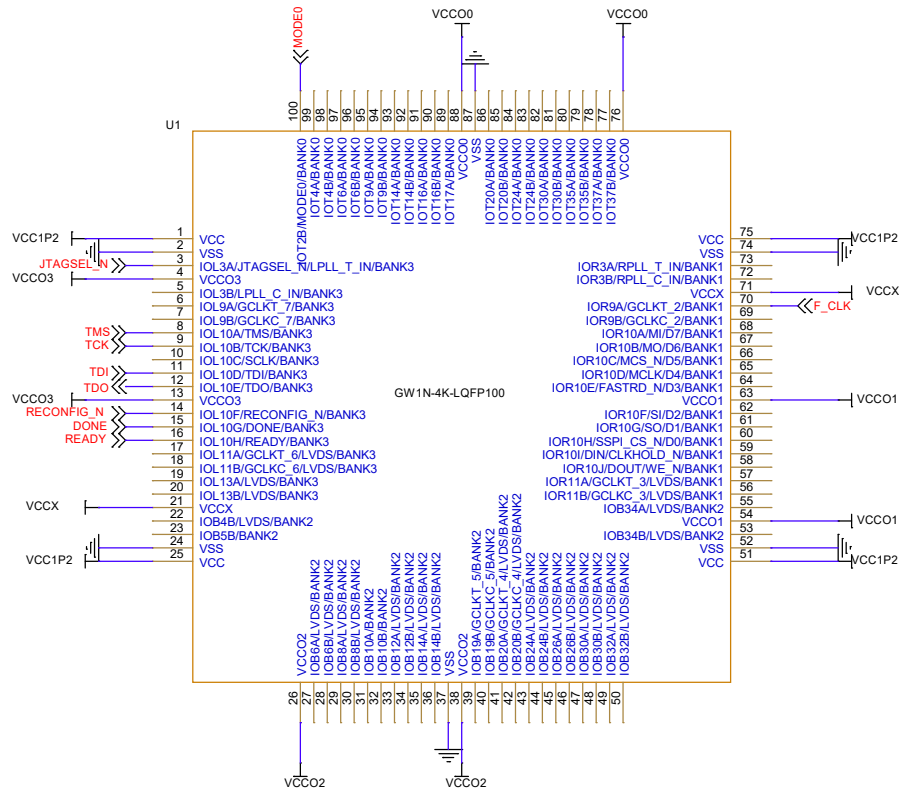 VCCO0
VCCO0
MODE0
100
99
98
97
96
95
94
93
92
91
90
89
88
87
86
85
84
83
82
81
80
79
78
77
76
U1
IOT2B/MODE0/BANK0
IOT4A/BANK0
IOT4B/BANK0
IOT6A/BANK0
IOT6B/BANK0
IOT9A/BANK0
IOT9B/BANK0
IOT14A/BANK0
IOT14B/BANK0
IOT16A/BANK0
IOT16B/BANK0
IOT17A/BANK0
VCCO0
VSS
IOT20A/BANK0
IOT20B/BANK0
IOT24A/BANK0
IOT24B/BANK0
IOT30A/BANK0
IOT30B/BANK0
IOT35A/BANK0
IOT35B/BANK0
IOT37A/BANK0
IOT37B/BANK0
VCCO0
VCC1P2 1 VCC
2 VSS
JTAGSEL_N 3 IOL3A/JTAGSEL_N/LPLL_T_IN/BANK3
VCCO3 4 VCCO3
5 IOL3B/LPLL_C_IN/BANK3
6 IOL9A/GCLKT_7/BANK3
7 IOL9B/GCLKC_7/BANK3
TMS 8 IOL10A/TMS/BANK3
TCK 9 IOL10B/TCK/BANK3
10 IOL10C/SCLK/BANK3
TDI 11 IOL10D/TDI/BANK3
TDO 12 IOL10E/TDO/BANK3
VCCO3 13 VCCO3
RECONFIG_N 14 IOL10F/RECONFIG_N/BANK3
DONE 15 IOL10G/DONE/BANK3
READY 16 IOL10H/READY/BANK3
17 IOL11A/GCLKT_6/LVDS/BANK3
18 IOL11B/GCLKC_6/LVDS/BANK3
19 IOL13A/LVDS/BANK3
20 IOL13B/LVDS/BANK3
VCCX 21 VCCX
22 IOB4B/LVDS/BANK2
23 IOB5B/BANK2
24 VSS
VCC1P2 25 VCC
GW1N-4K-LQFP100
VCC 75 VCC1P2
VSS 74
IOR3A/RPLL_T_IN/BANK1 73
IOR3B/RPLL_C_IN/BANK1 72
VCCX 71 VCCX
IOR9A/GCLKT_2/BANK1 70 F_CLK
IOR9B/GCLKC_2/BANK1 69
IOR10A/MI/D7/BANK1 68
IOR10B/MO/D6/BANK1 67
IOR10C/MCS_N/D5/BANK1 66
IOR10D/MCLK/D4/BANK1 65
IOR10E/FASTRD_N/D3/BANK1 64
VCCO1 63 VCCO1
IOR10F/SI/D2/BANK1 62
IOR10G/SO/D1/BANK1 61
IOR10H/SSPI_CS_N/D0/BANK1 60
IOR10I/DIN/CLKHOLD_N/BANK1 59
IOR10J/DOUT/WE_N/BANK1 58
IOR11A/GCLKT_3/LVDS/BANK1 57
IOR11B/GCLKC_3/LVDS/BANK1 56
IOB34A/LVDS/BANK2 55
VCCO1 54 VCCO1
IOB34B/LVDS/BANK2 53
VSS 52
VCC 51 VCC1P2
VCCO2
IOB6A/LVDS/BANK2
IOB6B/LVDS/BANK2
IOB8A/LVDS/BANK2
IOB8B/LVDS/BANK2
IOB10A/BANK2
IOB10B/BANK2
IOB12A/LVDS/BANK2
IOB12B/LVDS/BANK2
IOB14A/LVDS/BANK2
IOB14B/LVDS/BANK2
VSS
VCCO2
IOB19A/GCLKT_5/BANK2
IOB19B/GCLKC_5/BANK2
IOB20A/GCLKT_4/LVDS/BANK2
IOB20B/GCLKC_4/LVDS/BANK2
IOB24A/LVDS/BANK2
IOB24B/LVDS/BANK2
IOB26A/LVDS/BANK2
IOB26B/LVDS/BANK2
IOB30A/LVDS/BANK2
IOB30B/LVDS/BANK2
IOB32A/LVDS/BANK2
IOB32B/LVDS/BANK2
26
27
28
29
30
31
32
33
34
35
36
37
38
39
40
41
42
43
44
45
46
47
48
49
50
VCCO2
VCCO2